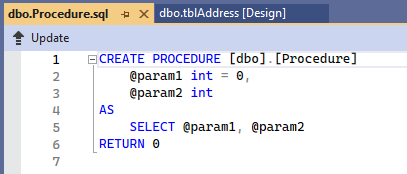 dbo.Procedure.sql dbo.tblAddress [Design]
Update
1 CREATE PROCEDURE [dbo].[Procedure]
2 @param1 int = 0,
3 @param2 int
4 AS
5 SELECT @param1, @param2
6 RETURN 0
7